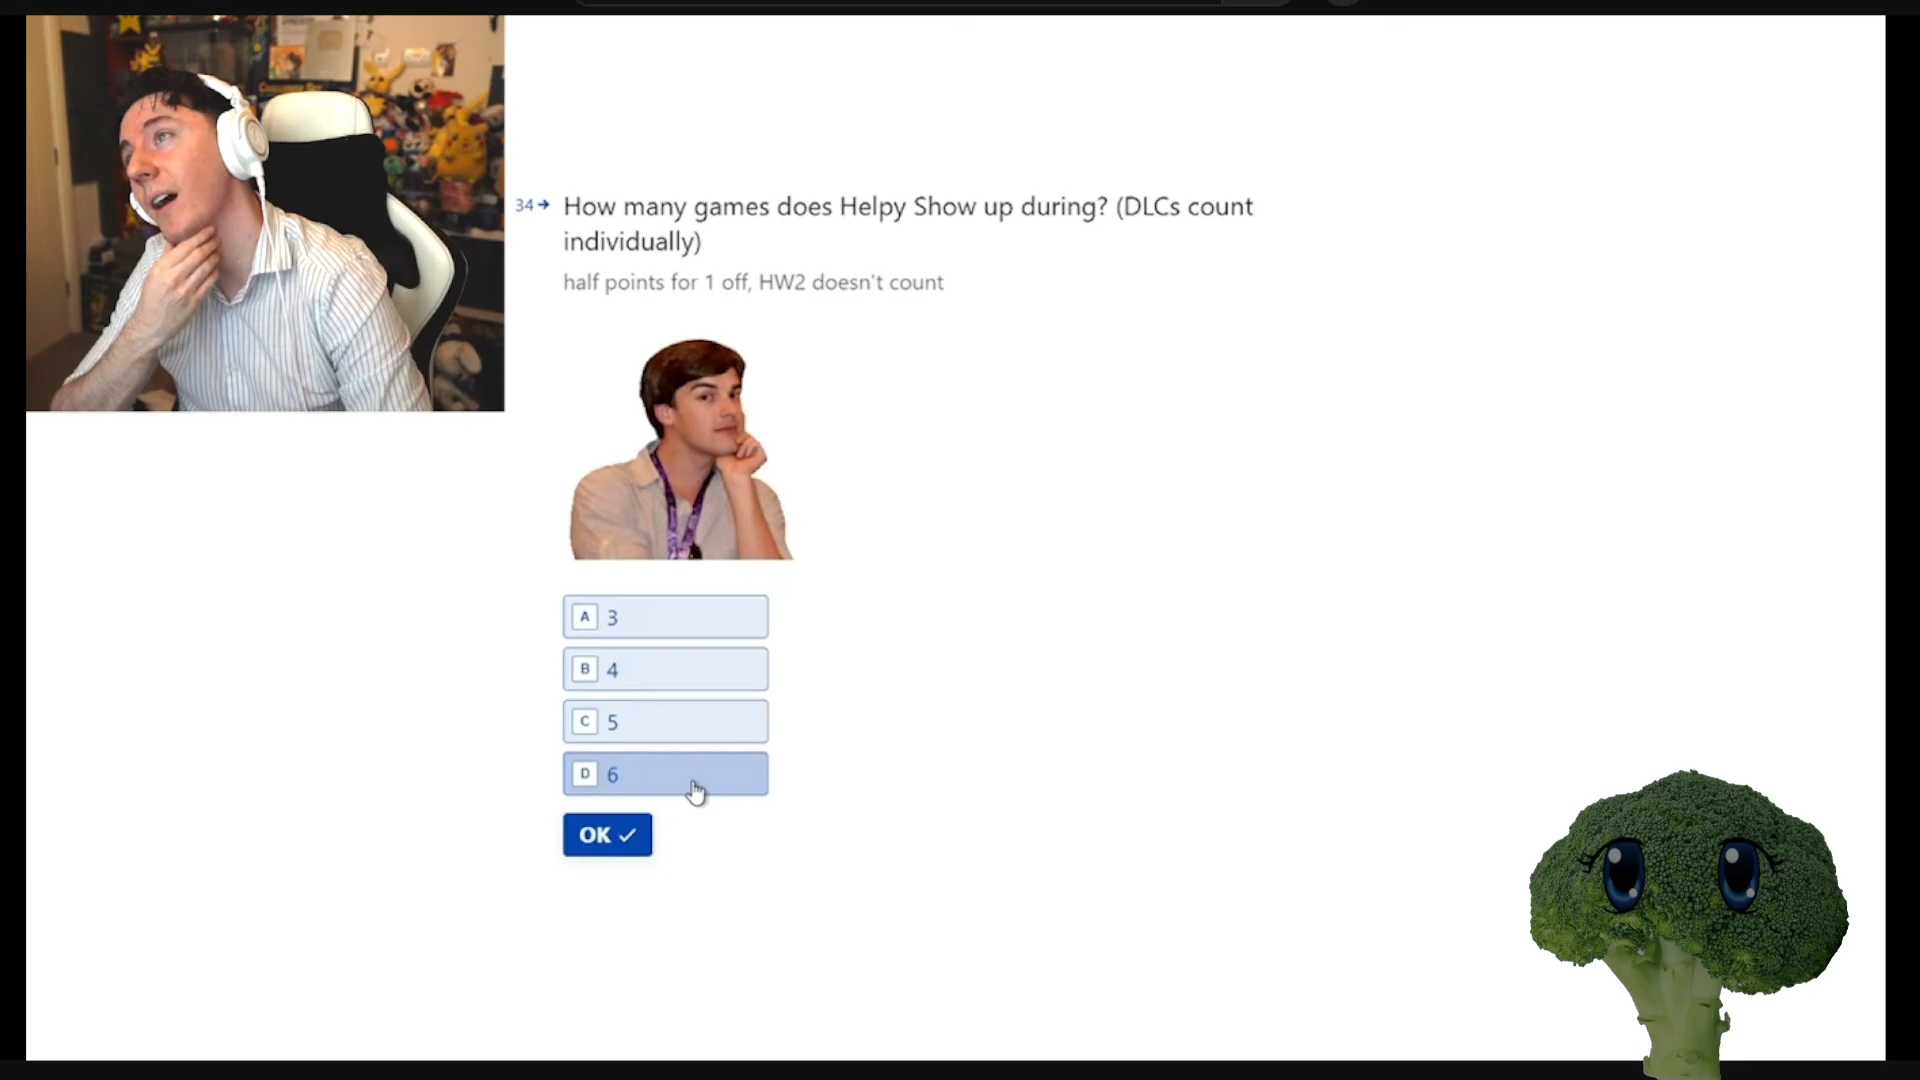 34→ How many games does Helpy Show up during? (DLCs count
individually)
half points for 1 off, HW2 doesn't count
A 3
B 4
C 5
D 6
OK ✓